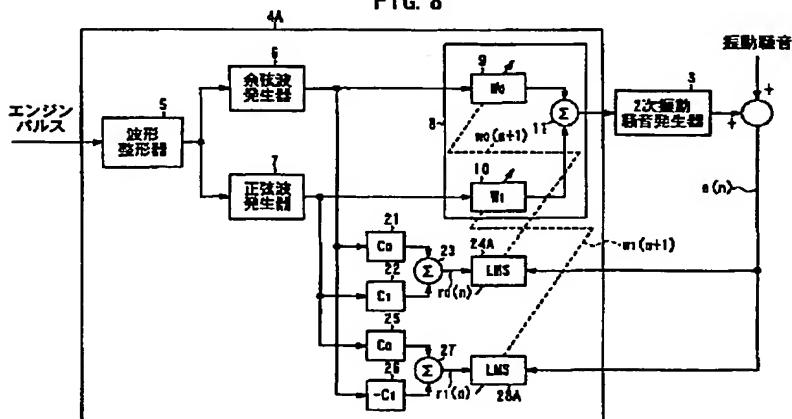 FIG. 8
4A
振動騒音
エンジン
パルス
5
波形
整形器
6
余弦波
発生器
7
正弦波
発生器
8
9
W0
w0(n+1)
11
Σ
10
W1
3
2次振動
騒音発生器
+
+
e(n)
21
C0
22
C1
23
Σ
r0(n)
24A
LMS
w1(n+1)
25
C0
26
-C1
27
Σ
r1(n)
LMS
28A